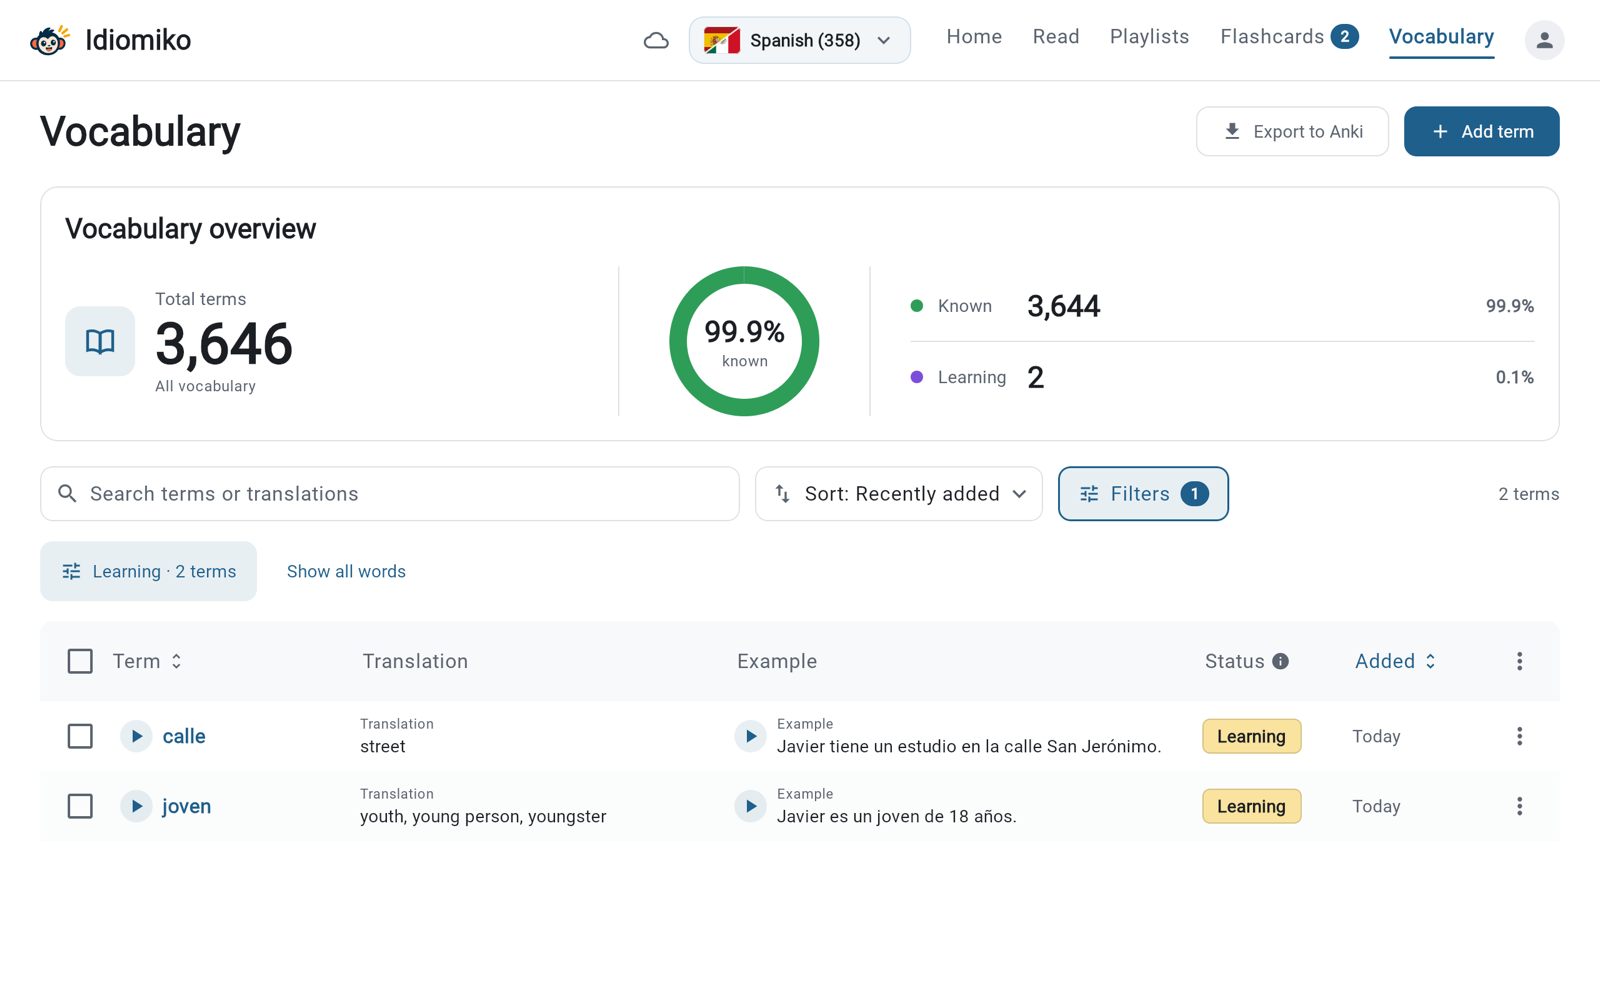 Idiomiko
Spanish (358)
Home
Read
Playlists
Flashcards 2
Vocabulary
Vocabulary
Export to Anki
Add term
Vocabulary overview
Total terms
3,646
All vocabulary
99.9%
known
Known 3,644 99.9%
Learning 2 0.1%
Search terms or translations
Sort: Recently added
Filters 1
2 terms
Learning · 2 terms
Show all words
Term Translation Example Status Added
calle
Translation
street
Example
Javier tiene un estudio en la calle San Jerónimo.
Learning
Today
joven
Translation
youth, young person, youngster
Example
Javier es un joven de 18 años.
Learning
Today